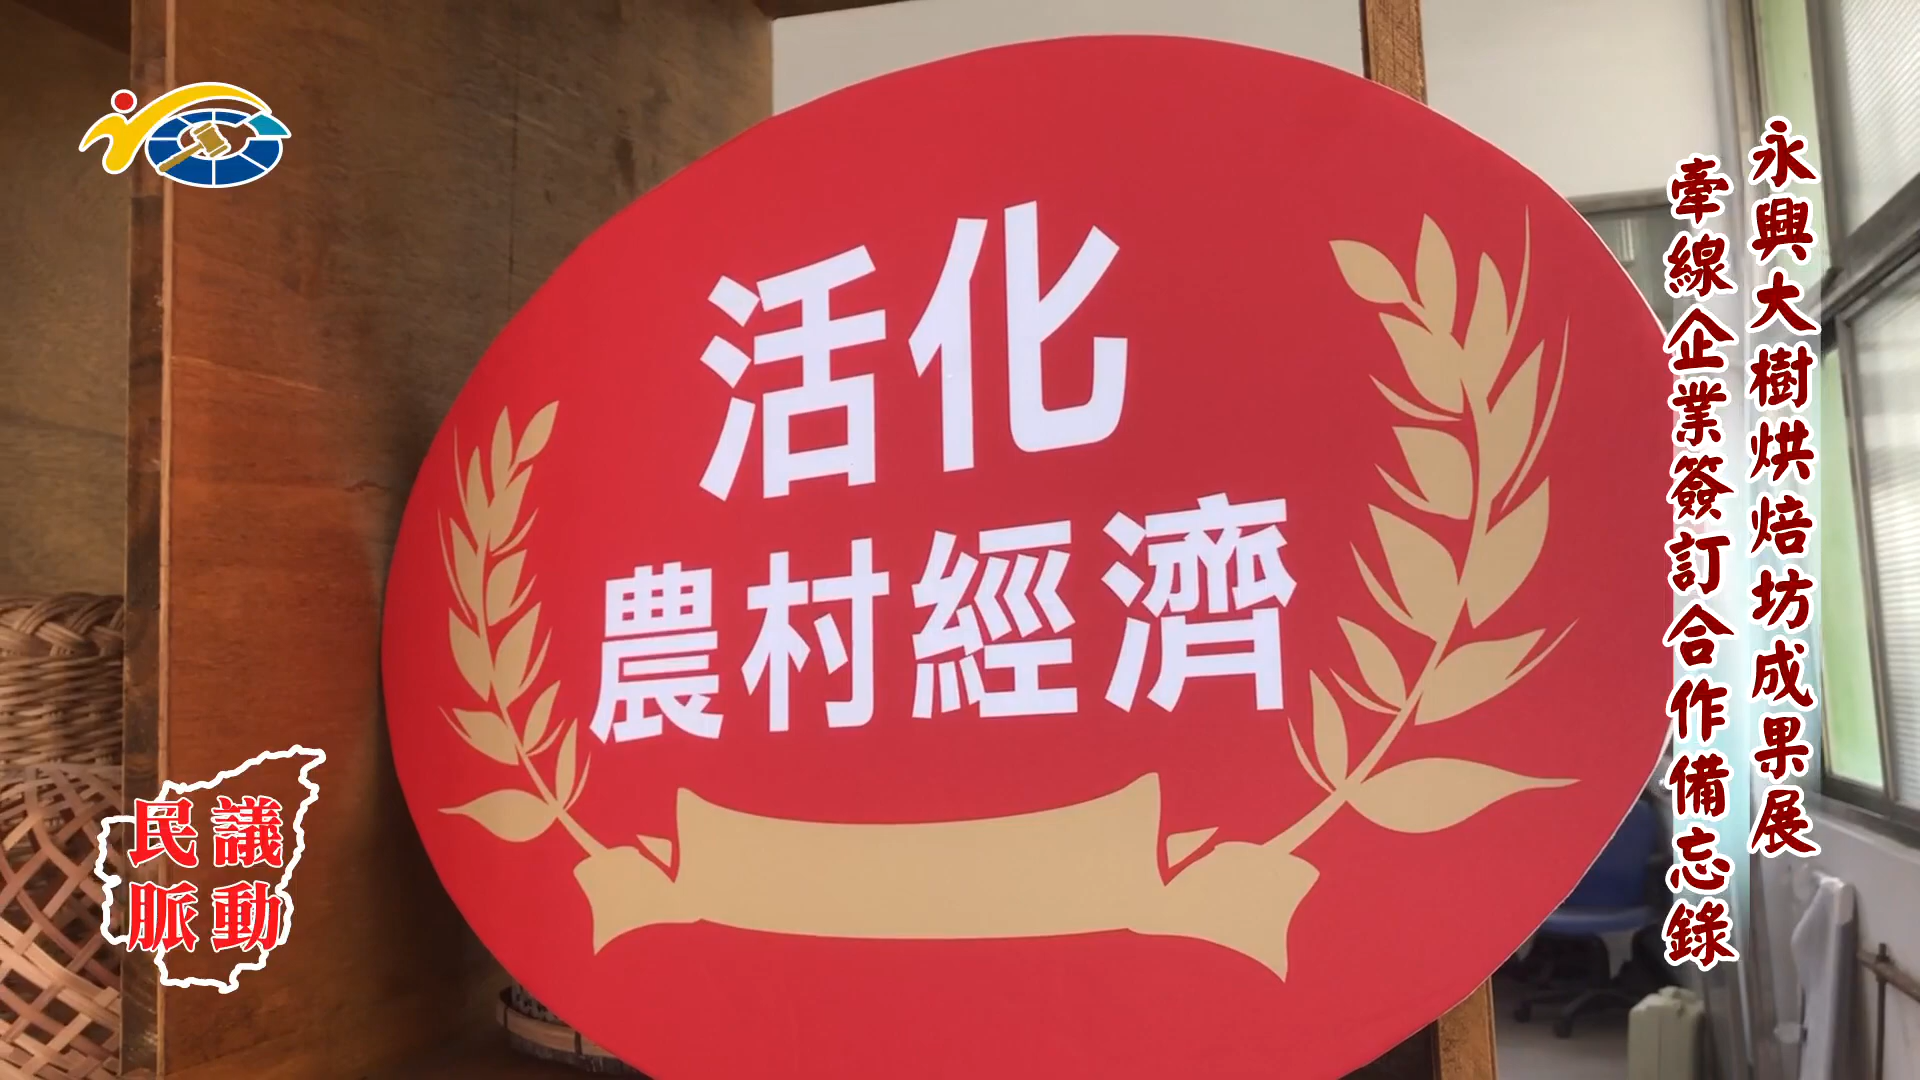 活化
農村經濟
永興大樹烘焙坊成果展
牽線企業簽訂合作備忘錄
民議
脈動